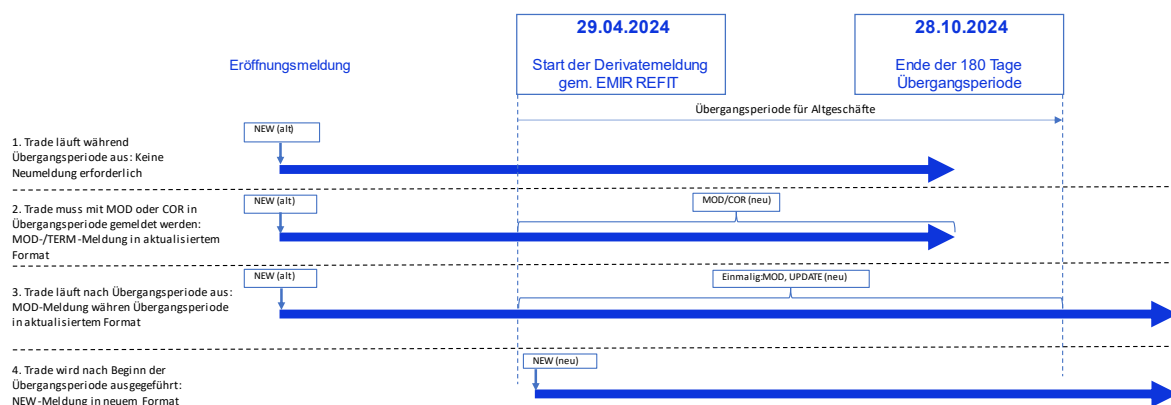 29.04.2024
28.10.2024
Eröffnungsmeldung
Start der Derivatemeldung
gem. EMIR REFIT
Ende der 180 Tage
Übergangsperiode
Übergangsperiode für Altgeschäfte
NEW (alt)
1. Trade läuft während
Übergangsperiode aus: Keine
Neumeldung erforderlich
NEW (alt)
MOD/COR (neu)
2. Trade muss mit MOD oder COR in
Übergangsperiode gemeldet werden:
MOD-/TERM-Meldung in aktualisiertem
Format
NEW (alt)
Einmalig:MOD, UPDATE (neu)
3. Trade läuft nach Übergangsperiode aus:
MOD-Meldung währen Übergangsperiode
in aktualisiertem Format
NEW (neu)
4. Trade wird nach Beginn der
Übergangsperiode ausgegeführt:
NEW-Meldung in neuem Format